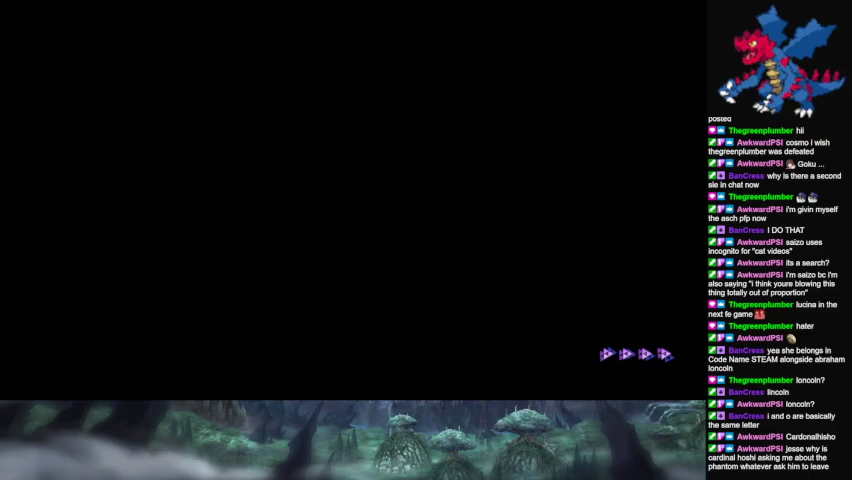 posted
Thegreenplumber hii
AwkwardPSI cosmo i wish
thegreenplumber was defeated
AwkwardPSI Goku ...
BanCress why is there a second
sie in chat now
Thegreenplumber
AwkwardPSI i'm givin myself
the asch pfp now
BanCress I DO THAT
AwkwardPSI saizo uses
incognito for "cat videos"
AwkwardPSI its a search?
AwkwardPSI i'm saizo bc I'm
also saying "i think youre blowing this
thing totally out of proportion"
Thegreenplumber lucina in the
next fe game
Thegreenplumber hater
AwkwardPSI
BanCress yea she belongs in
Code Name STEAM alongside abraham
loncoln
Thegreenplumber loncoln?
BanCress lincoln
AwkwardPSI loncoln?
BanCress i and o are basically
the same letter
AwkwardPSI Cardonalhisho
AwkwardPSI jesse why is
cardinal hoshi asking me about the
phantom whatever ask him to leave